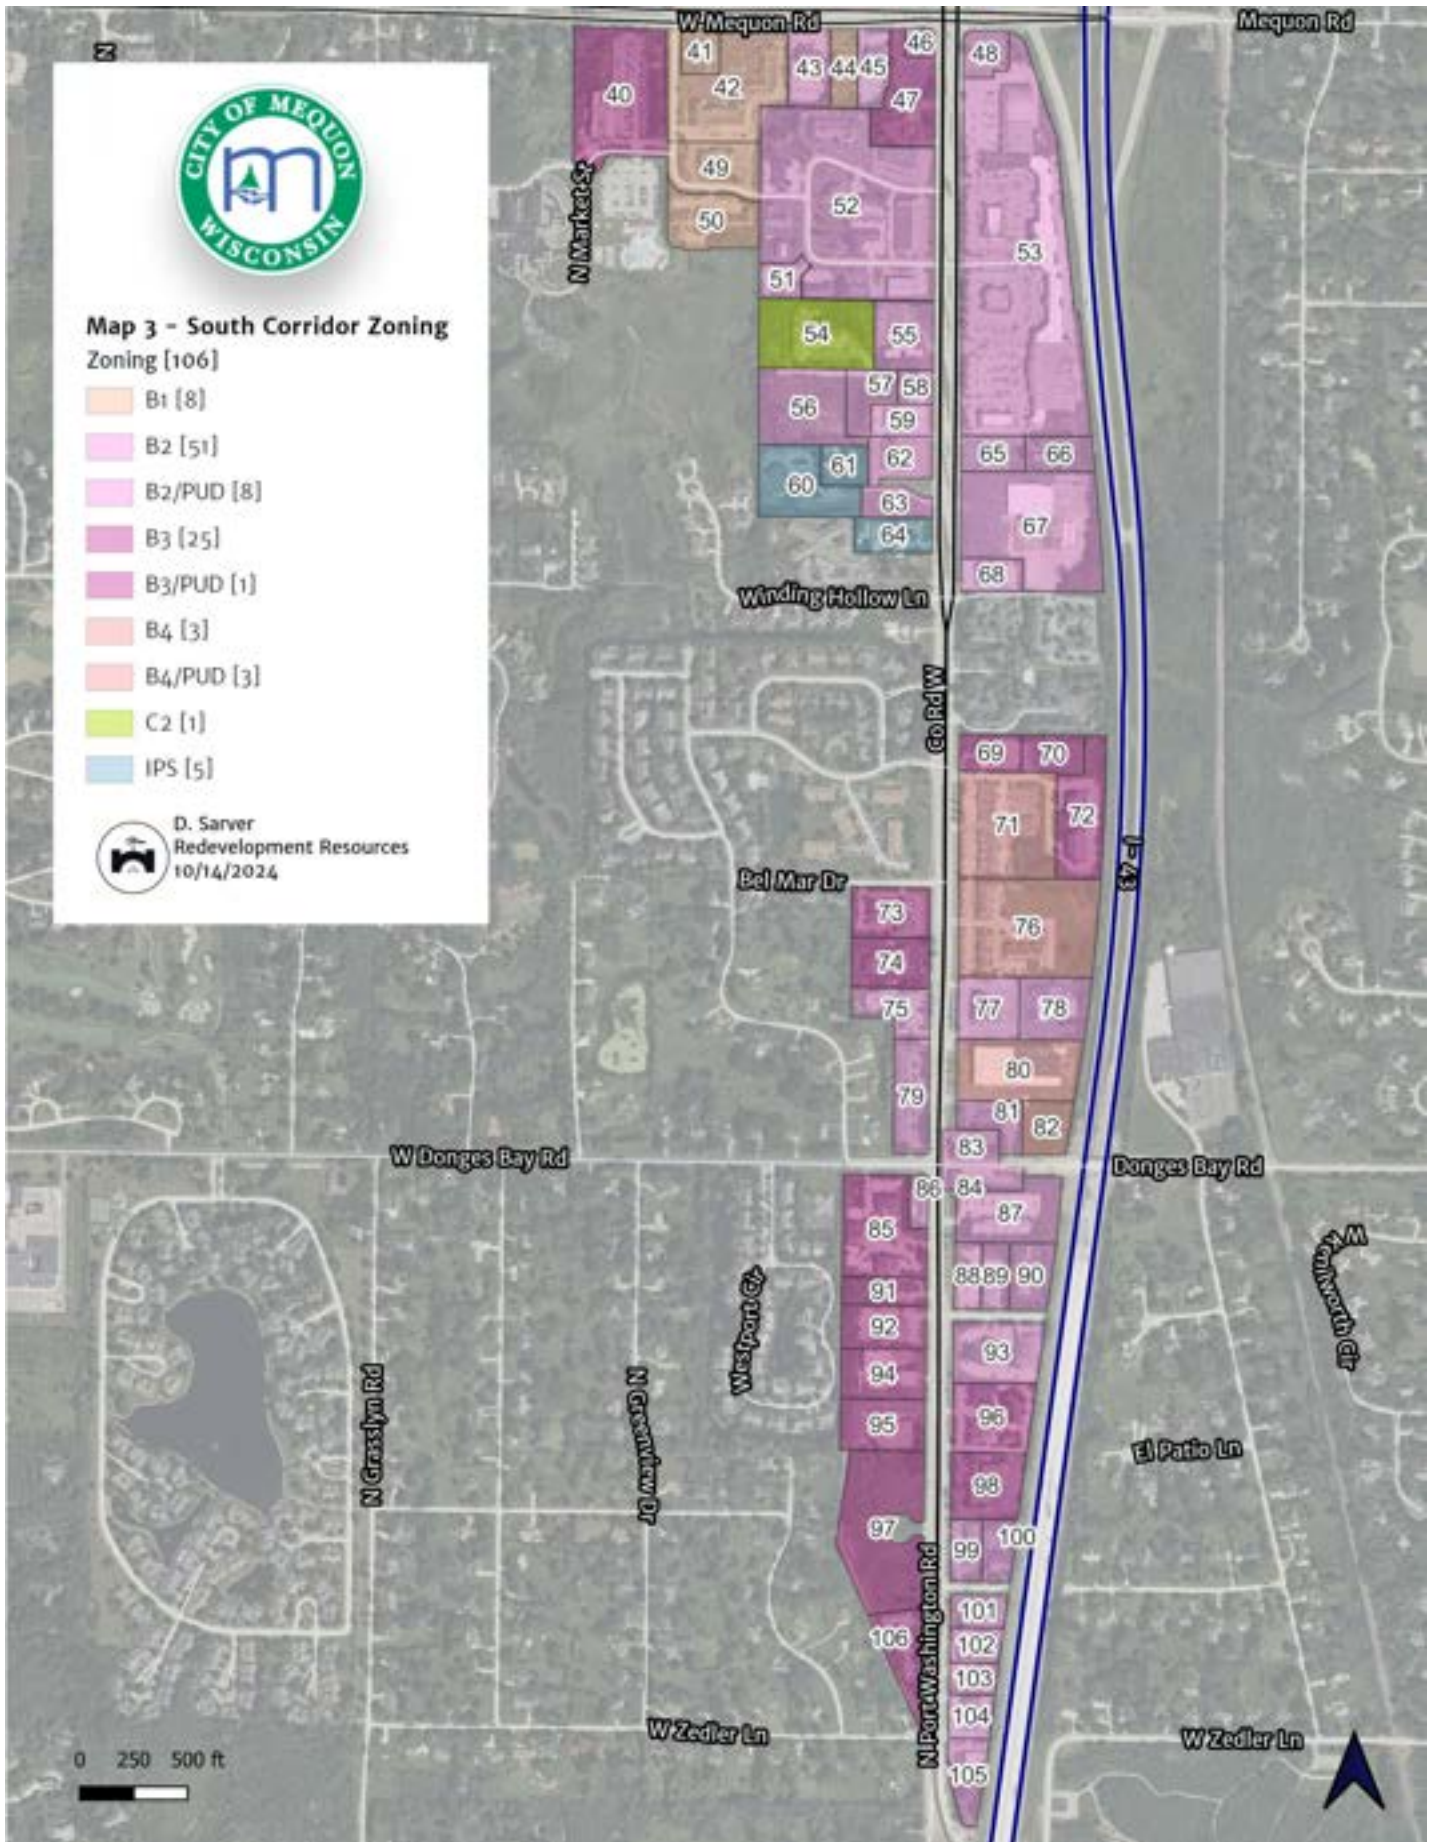 W Mequon Rd
Mequon Rd
N
CITY OF MEQUON
WISCONSIN
Map 3 - South Corridor Zoning
Zoning [106]
B1 [8]
B2 [51]
B2/PUD [8]
B3 [25]
B3/PUD [1]
B4 [3]
B4/PUD [3]
C2 [1]
IPS [5]
D. Sarver
Redevelopment Resources
10/14/2024
40
41
42
43
44
45
46
47
48
49
50
N Market St
51
52
53
54
55
56
57
58
59
60
61
62
63
64
65
66
67
68
Winding Hollow Ln
Co Rd W
69
70
71
72
I-43
Bel Mar Dr
73
74
75
76
77
78
79
80
81
82
83
W Donges Bay Rd
Donges Bay Rd
84
85
86
87
88
89
90
91
92
93
94
95
96
97
98
99
100
Westport Cir
W Kenilworth Cir
N Grasslyn Rd
N Greenview Dr
El Patio Ln
N Port Washington Rd
101
102
103
104
105
106
W Zedler Ln
W Zedler Ln
0 250 500 ft